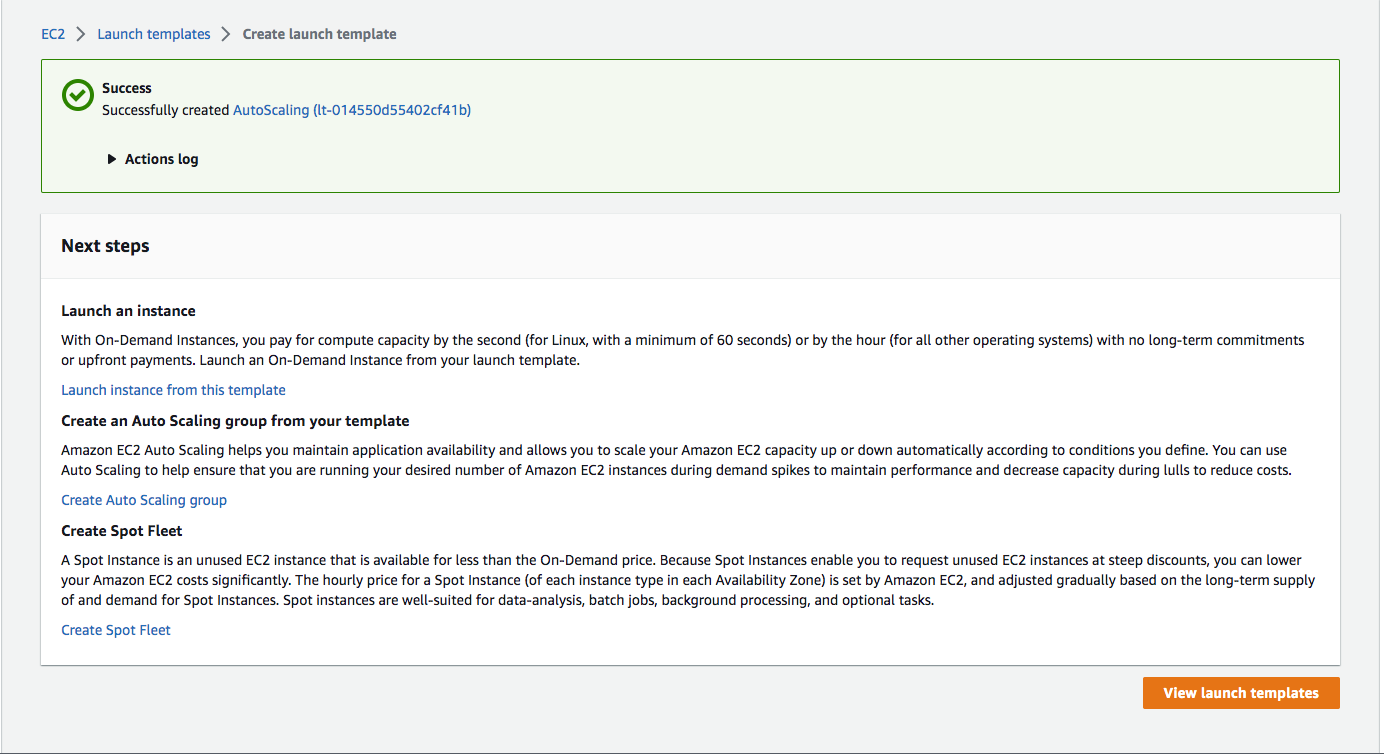 EC2 > Launch templates > Create launch template
Success
Successfully created AutoScaling (lt-014550d55402cf41b)
Actions log
Next steps
Launch an instance
With On-Demand Instances, you pay for compute capacity by the second (for Linux, with a minimum of 60 seconds) or by the hour (for all other operating systems) with no long-term commitments
or upfront payments. Launch an On-Demand Instance from your launch template.
Launch instance from this template
Create an Auto Scaling group from your template
Amazon EC2 Auto Scaling helps you maintain application availability and allows you to scale your Amazon EC2 capacity up or down automatically according to conditions you define. You can use
Auto Scaling to help ensure that you are running your desired number of Amazon EC2 instances during demand spikes to maintain performance and decrease capacity during lulls to reduce costs.
Create Auto Scaling group
Create Spot Fleet
A Spot Instance is an unused EC2 instance that is available for less than the On-Demand price. Because Spot Instances enable you to request unused EC2 instances at steep discounts, you can lower
your Amazon EC2 costs significantly. The hourly price for a Spot Instance (of each instance type in each Availability Zone) is set by Amazon EC2, and adjusted gradually based on the long-term supply
of and demand for Spot Instances. Spot instances are well-suited for data-analysis, batch jobs, background processing, and optional tasks.
Create Spot Fleet
View launch templates